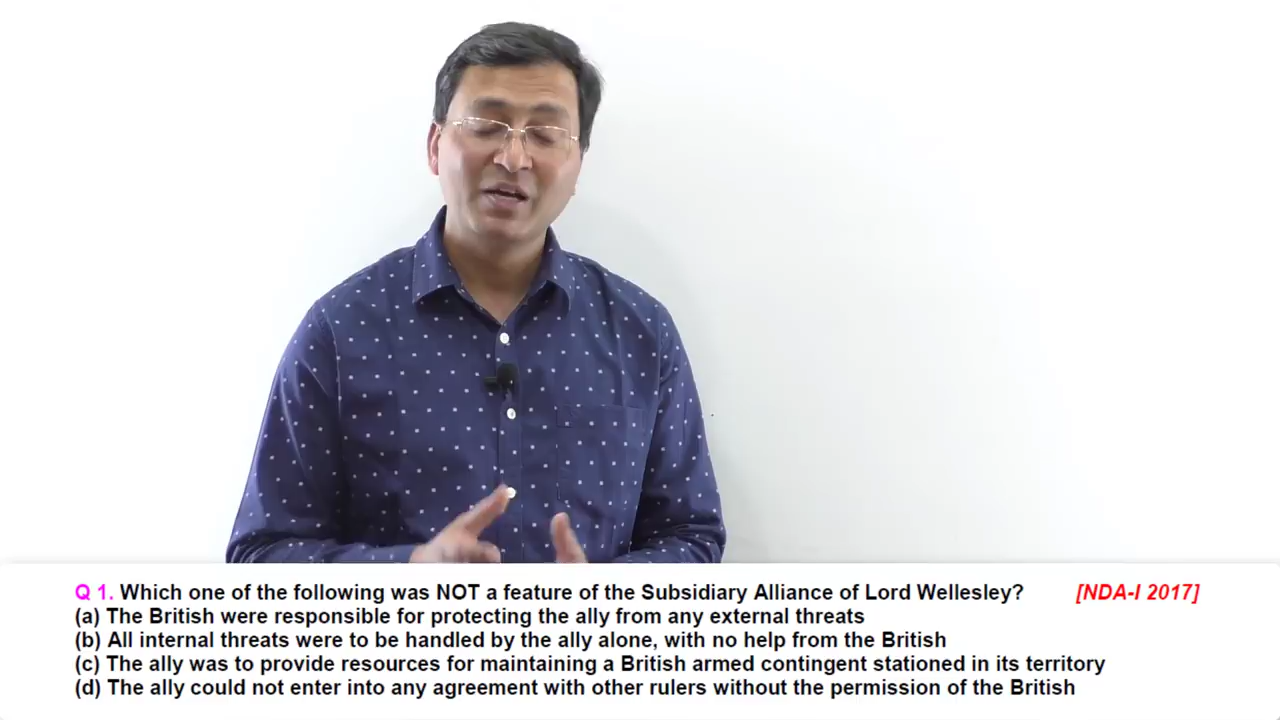 Q 1. Which one of the following was NOT a feature of the Subsidiary Alliance of Lord Wellesley? [NDA-I 2017]
(a) The British were responsible for protecting the ally from any external threats
(b) All internal threats were to be handled by the ally alone, with no help from the British
(c) The ally was to provide resources for maintaining a British armed contingent stationed in its territory
(d) The ally could not enter into any agreement with other rulers without the permission of the British